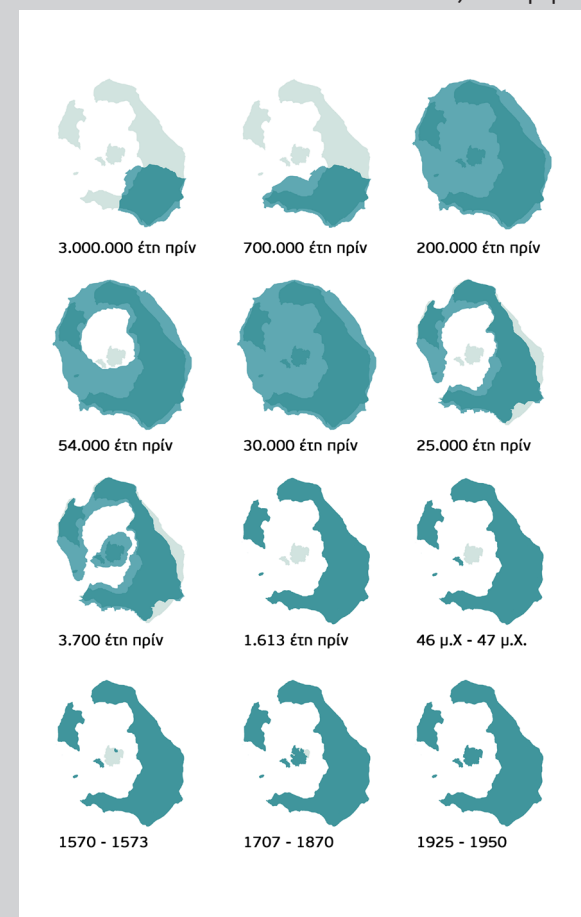 3.000.000 έτη πρίν
700.000 έτη πρίν
200.000 έτη πρίν
54.000 έτη πρίν
30.000 έτη πρίν
25.000 έτη πρίν
3.700 έτη πρίν
1.613 έτη πρίν
46 μ.Χ - 47 μ.Χ.
1570 - 1573
1707 - 1870
1925 - 1950